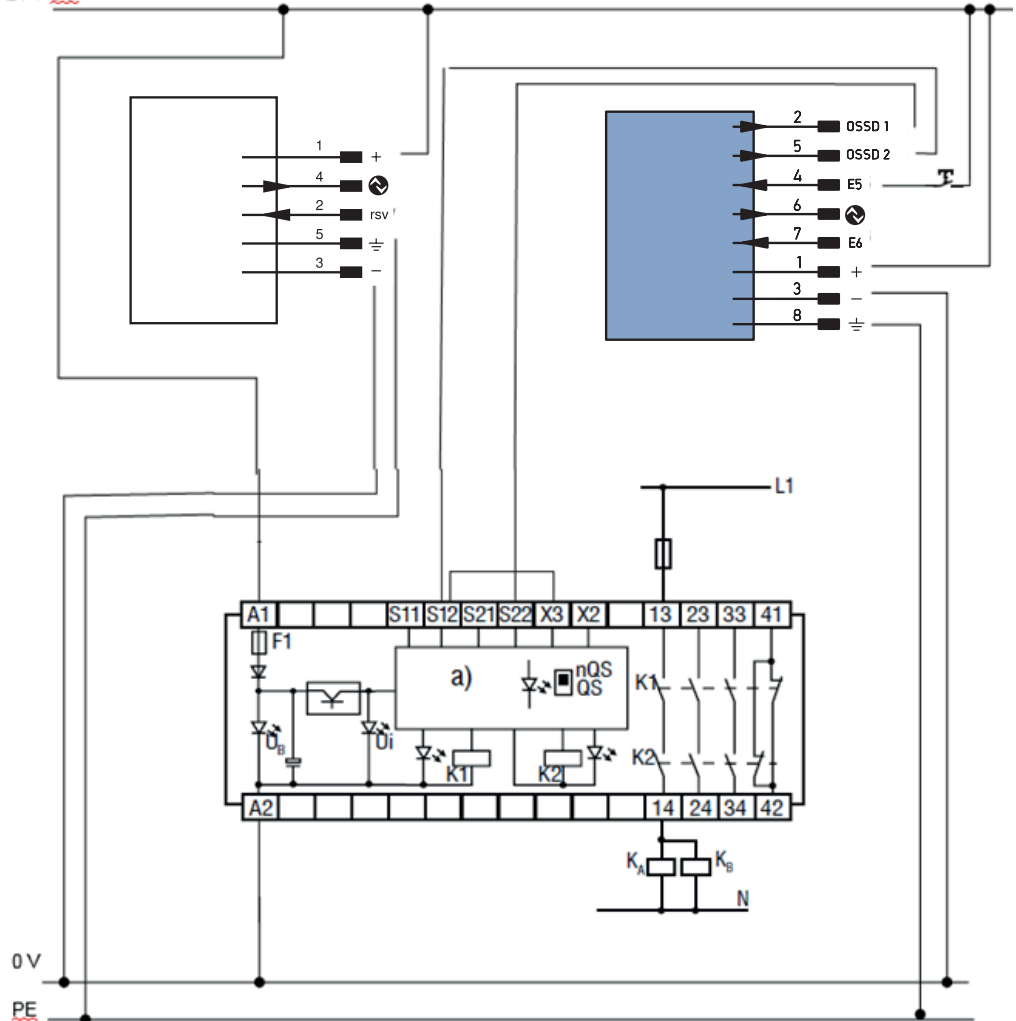 1 +
4
2 rsv
5
3 −
2 OSSD 1
5 OSSD 2
4 E5
6
7 E6
1 +
3 −
8
L1
A1 S11 S12 S21 S22 X3 X2 13 23 33 41
F1
a)
nQS
QS
K1
UB
Ui
K1
K2
K2
A2 14 24 34 42
KA
KB
N
0 V
PE